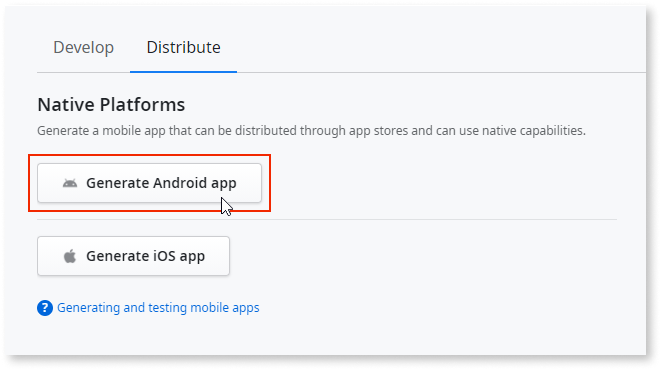 Develop Distribute
Native Platforms
Generate a mobile app that can be distributed through app stores and can use native capabilities.
Generate Android app
Generate iOS app
? Generating and testing mobile apps